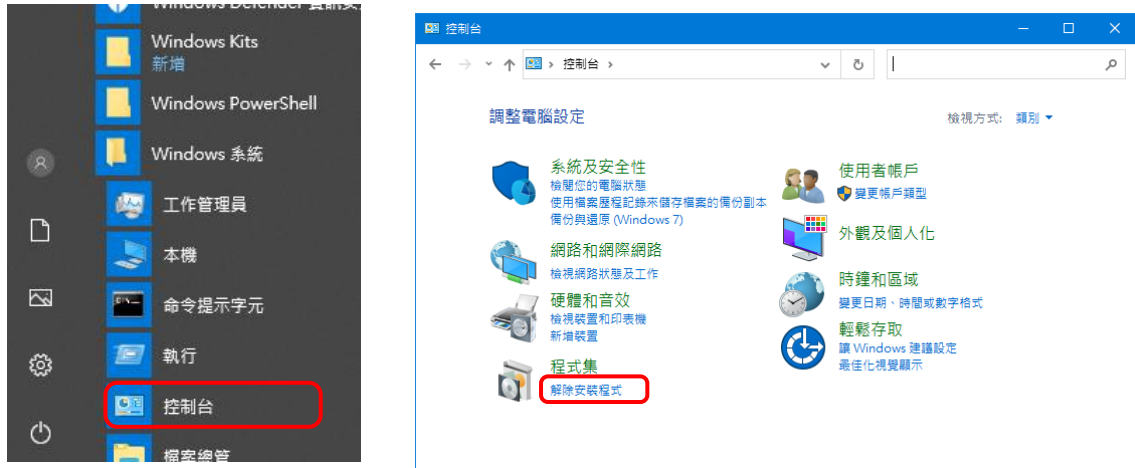 Windows Defender 資訊安
Windows Kits
新增
Windows PowerShell
Windows 系統
工作管理員
本機
命令提示字元
執行
控制台
檔案總管
控制台
控制台
調整電腦設定
檢視方式: 類別
系統及安全性
檢閱您的電腦狀態
使用檔案歷程記錄來儲存檔案的備份副本
備份與還原 (Windows 7)
網路和網際網路
檢視網路狀態及工作
硬體和音效
檢視裝置和印表機
新增裝置
程式集
解除安裝程式
使用者帳戶
變更帳戶類型
外觀及個人化
時鐘和區域
變更日期、時間或數字格式
輕鬆存取
讓 Windows 建議設定
最佳化視覺顯示